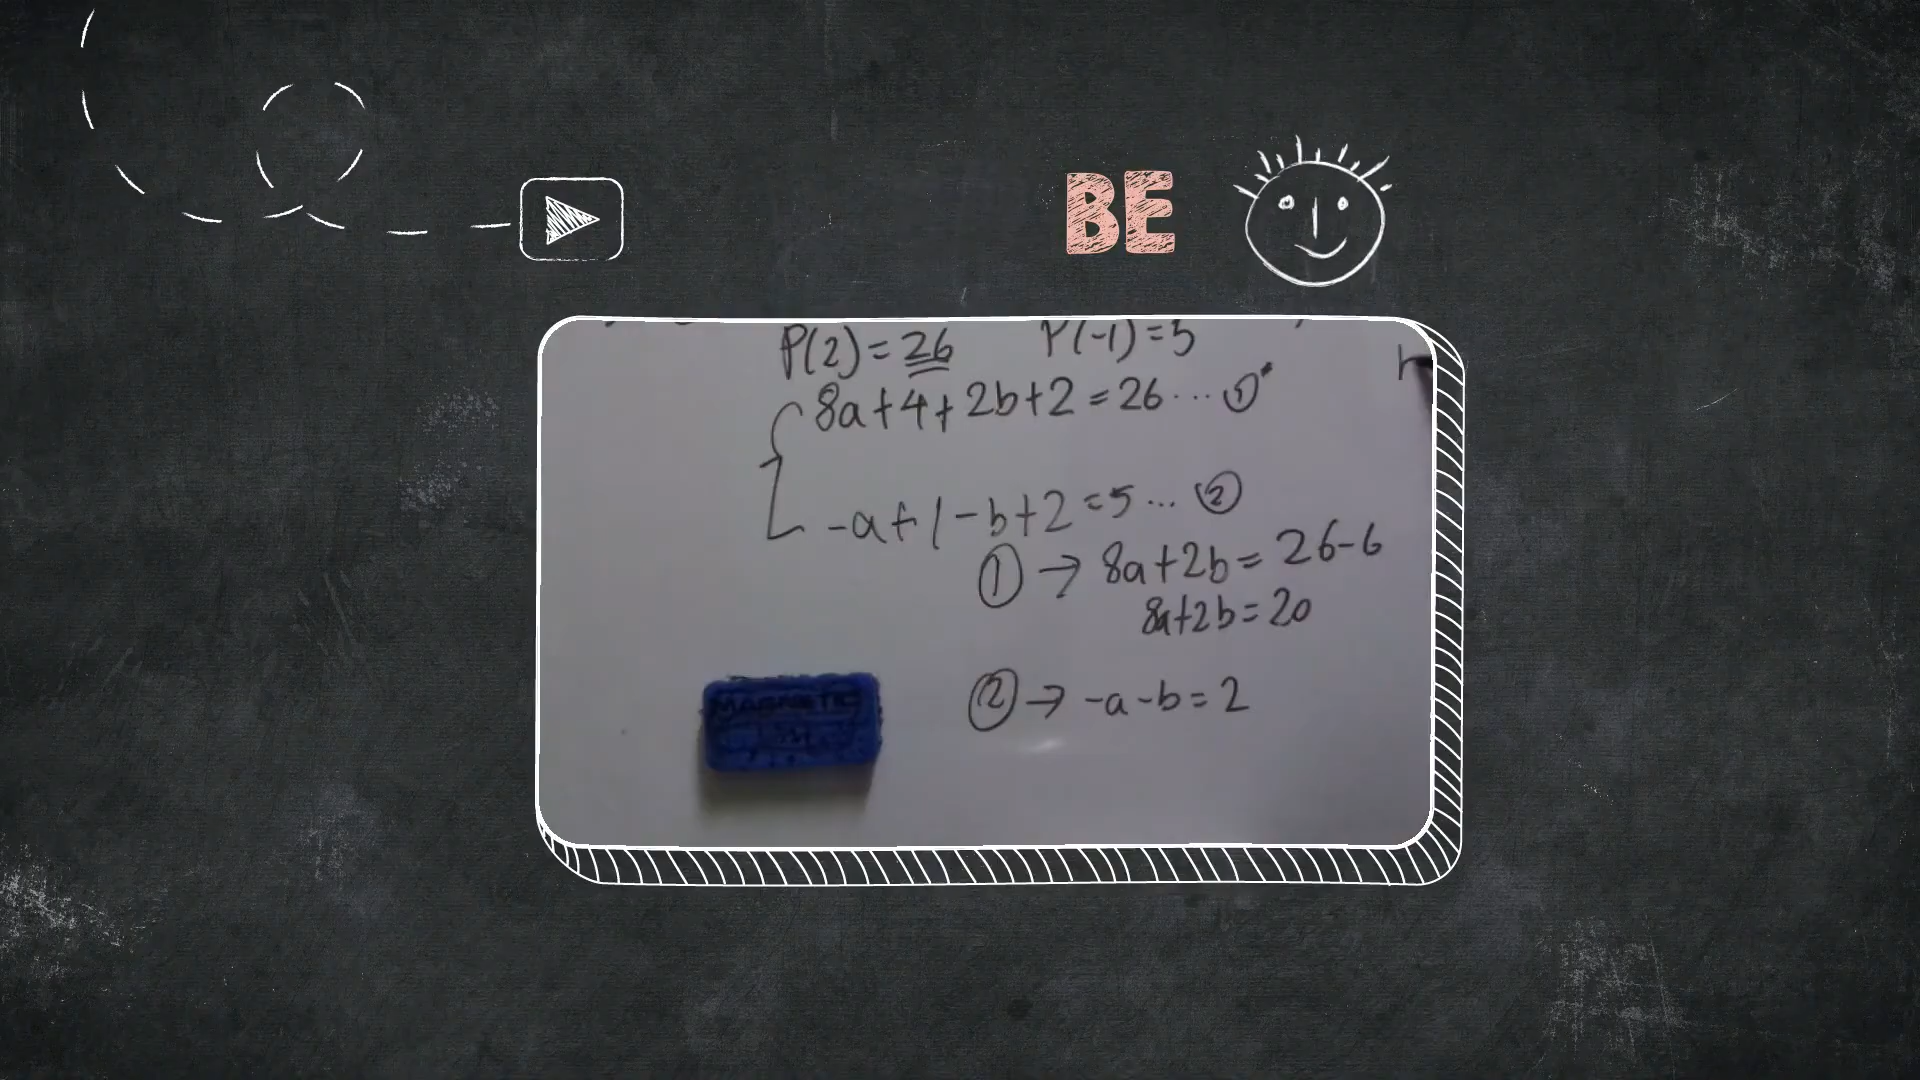 BE
P(2)=26 P(-1)=5
8a+4+2b+2=26...①
-a+1-b+2=5...②
①→8a+2b=26-6
8a+2b=20
②→-a-b=2
MAGNETIC